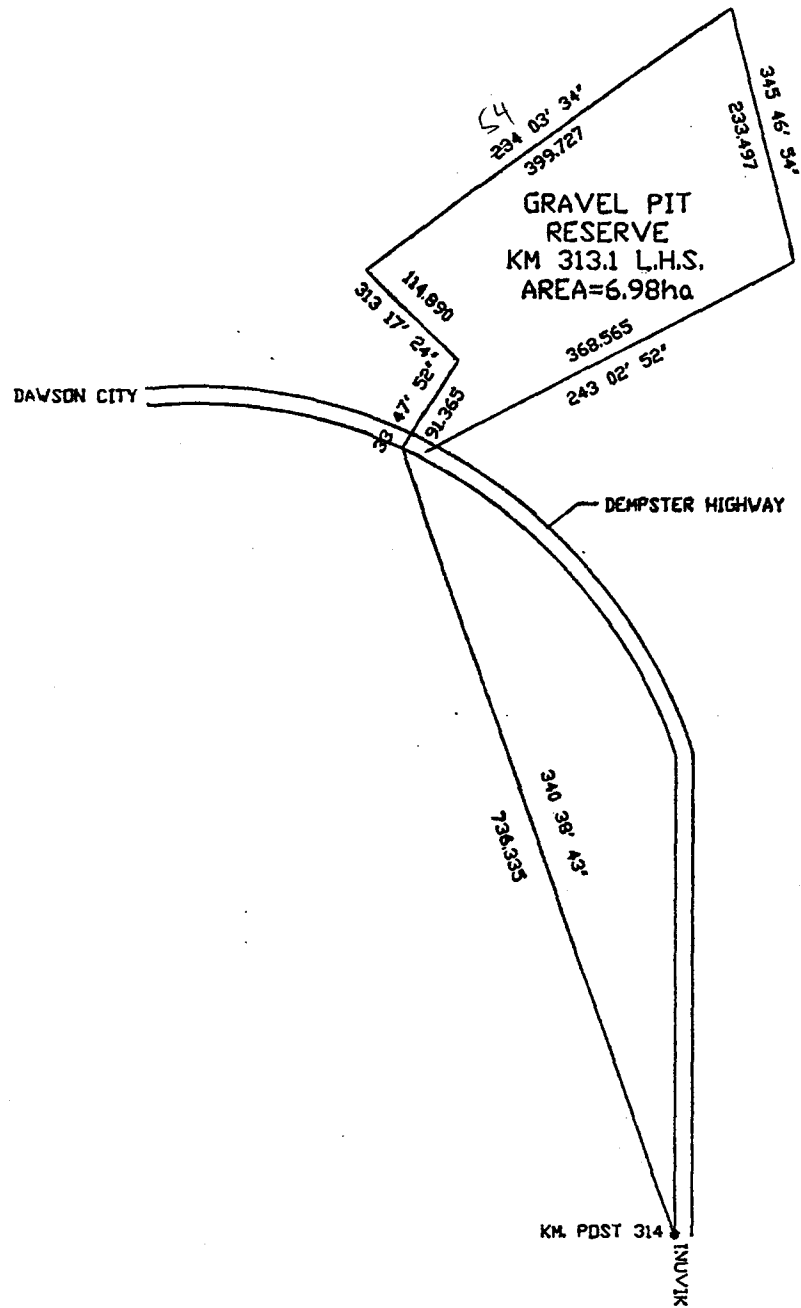 54
234 03' 34"
399.727
345 46' 54"
233.497
GRAVEL PIT
RESERVE
KM 313.1 L.H.S.
AREA=6.98ha
114.890
313 17' 24"
368.565
243 02' 52"
33 47' 52"
91.365
DAWSON CITY
DEMPSTER HIGHWAY
340 38' 43"
736.335
KM. POST 314
INUVIK